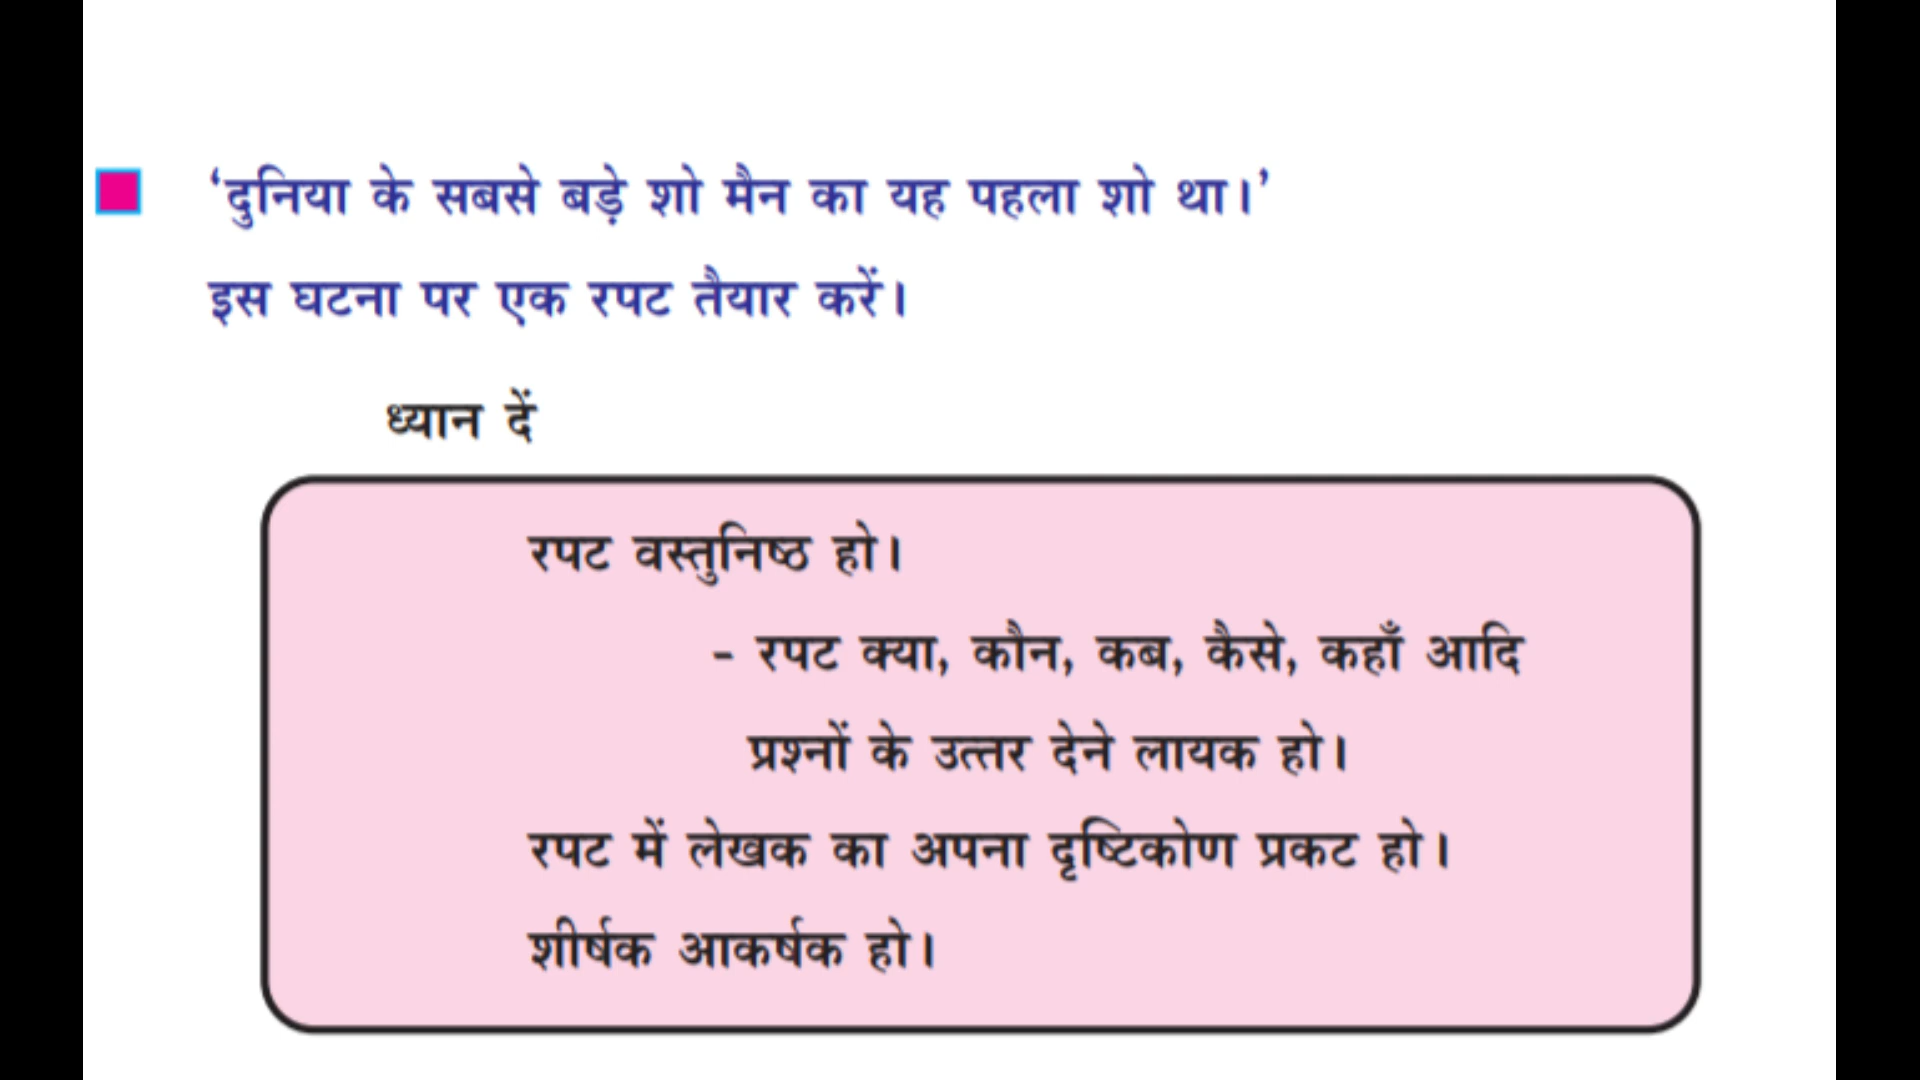 ‘दुनिया के सबसे बड़े शो मैन का यह पहला शो था।’
इस घटना पर एक रपट तैयार करें।
ध्यान दें
रपट वस्तुनिष्ठ हो।
- रपट क्या, कौन, कब, कैसे, कहाँ आदि
प्रश्नों के उत्तर देने लायक हो।
रपट में लेखक का अपना दृष्टिकोण प्रकट हो।
शीर्षक आकर्षक हो।